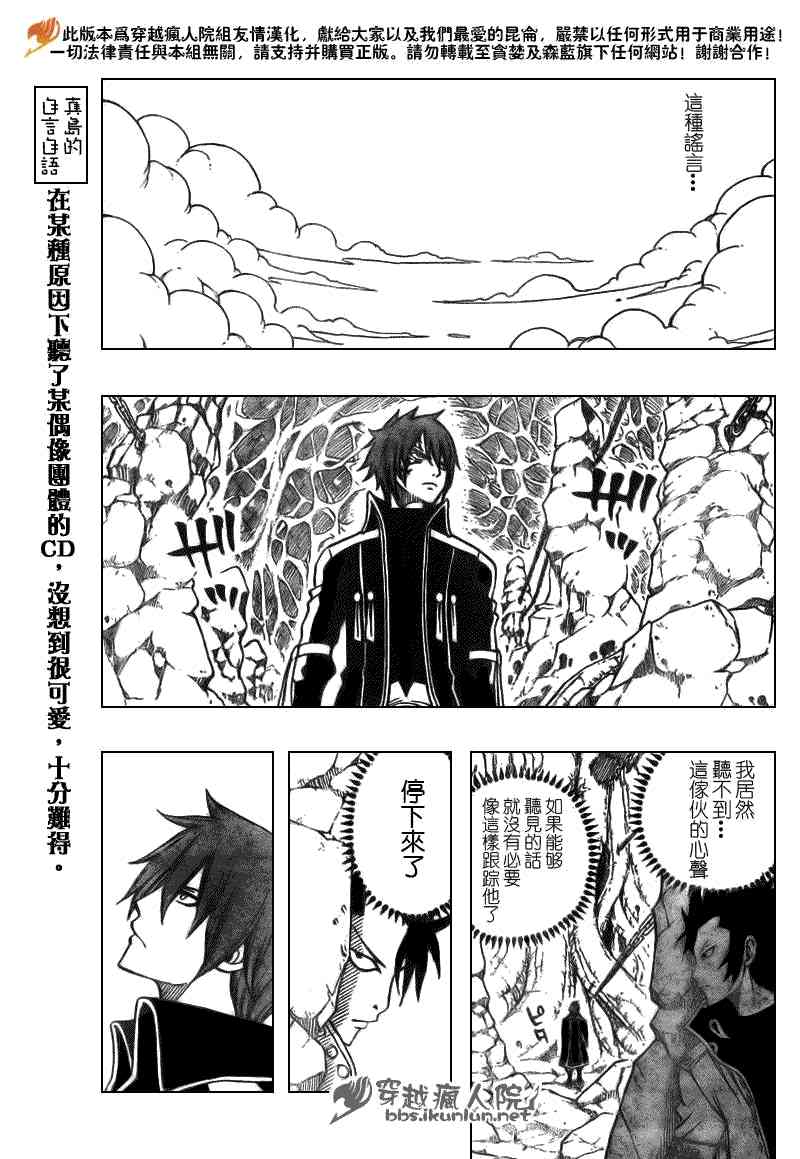 此版本爲穿越瘋人院組友情漢化，獻給大家以及我們最愛的昆侖，嚴禁以任何形式用于商業用途！
一切法律責任與本組無關，請支持并購買正版。請勿轉載至貪婪及森藍旗下任何網站！謝謝合作！
這種謠言…
真島的
自言自語
在某種原因下聽了某偶像團體的CD，沒想到很可愛，十分難得。
我居然
聽不到…
這傢伙的心聲
如果能够
聽見的話
就沒有必要
像這樣跟踪他了
停下來了
穿越瘋人院
bbs.ikunlun.net